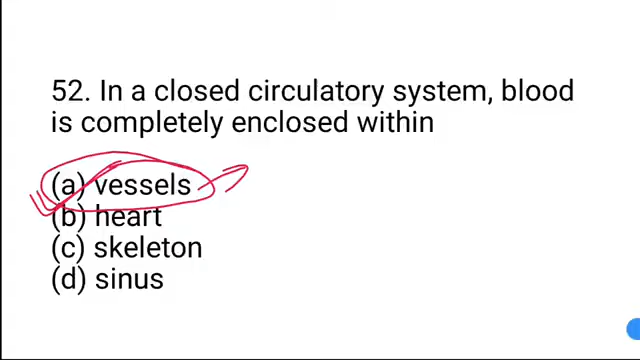 52. In a closed circulatory system, blood
is completely enclosed within
(a) vessels
(b) heart
(c) skeleton
(d) sinus